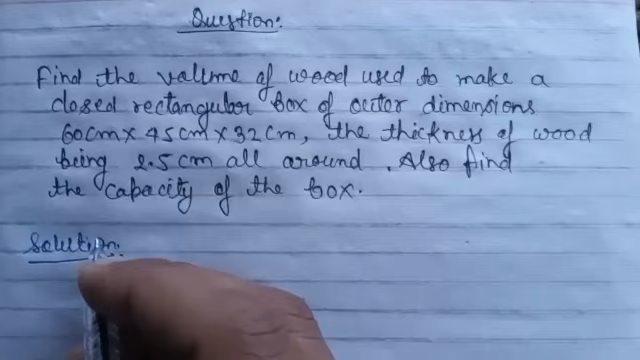 Question:
Find the volume of wood used to make a
closed rectangular box of outer dimensions
60cm x 45cm x 32cm, the thickness of wood
being 2.5cm all around. Also find
the capacity of the box.
Solution: